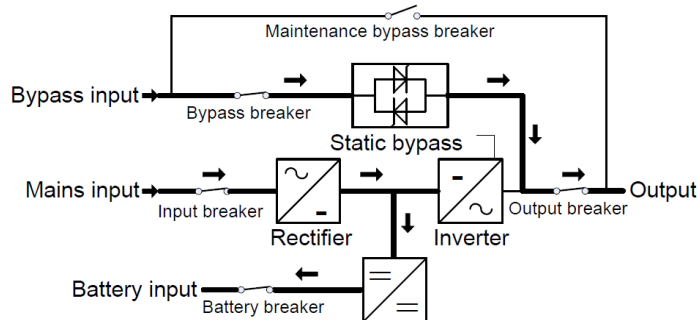 Maintenance bypass breaker
Bypass input
Bypass breaker
Static bypass
Mains input
Input breaker
Rectifier
Inverter
Output breaker
Output
Battery input
Battery breaker